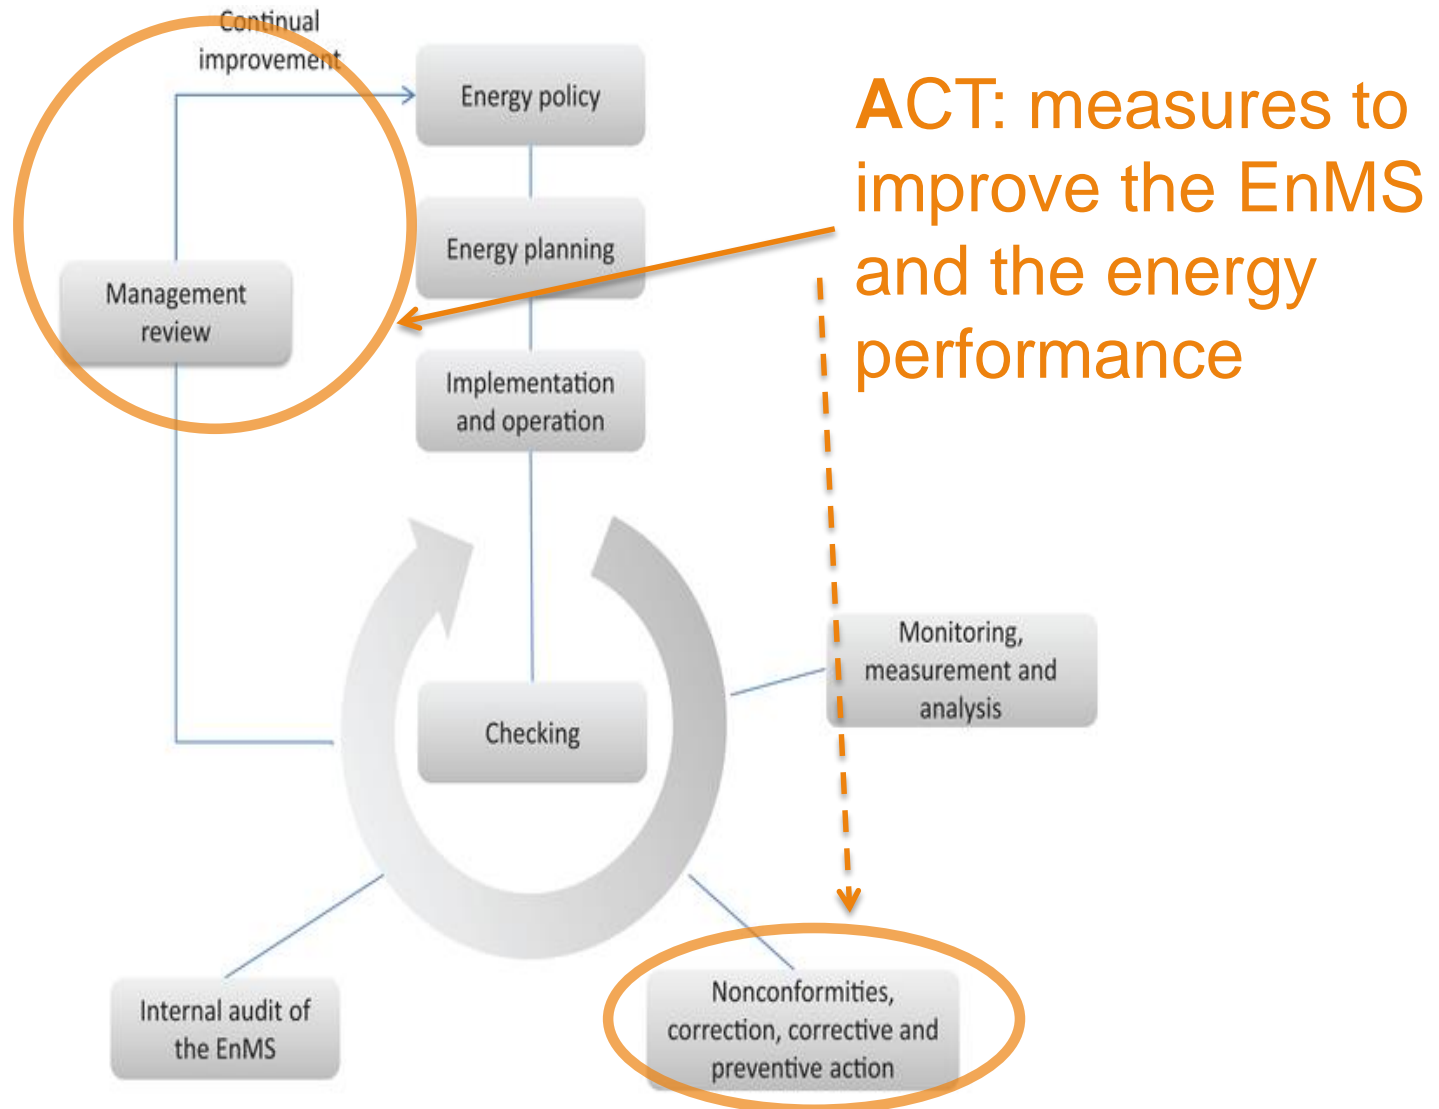 Continual
improvement
Energy policy
ACT: measures to
improve the EnMS
and the energy
performance
Energy planning
Management
review
Implementation
and operation
Monitoring,
measurement and
analysis
Checking
Internal audit of
the EnMS
Nonconformities,
correction, corrective and
preventive action